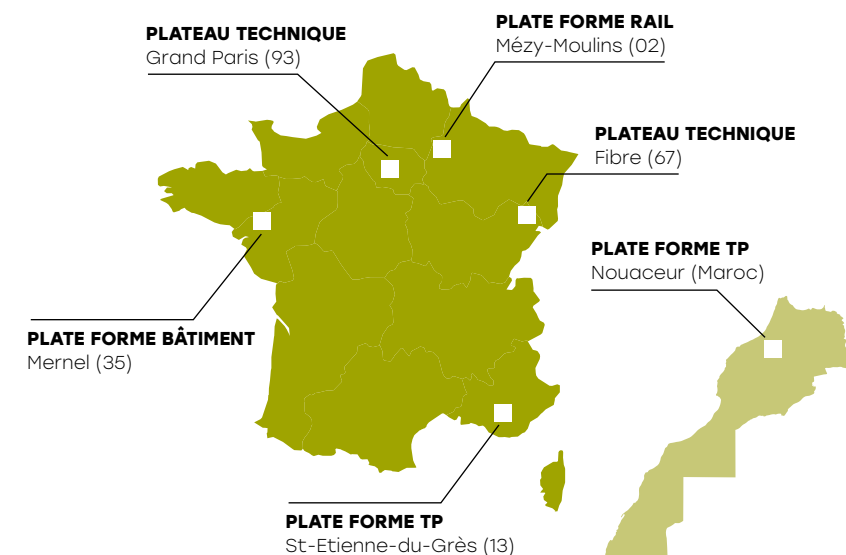 PLATE FORME RAIL
Mézy-Moulins (02)
PLATEAU TECHNIQUE
Grand Paris (93)
PLATEAU TECHNIQUE
Fibre (67)
PLATE FORME TP
Nouaceur (Maroc)
PLATE FORME BÂTIMENT
Mernel (35)
PLATE FORME TP
St-Etienne-du-Grès (13)